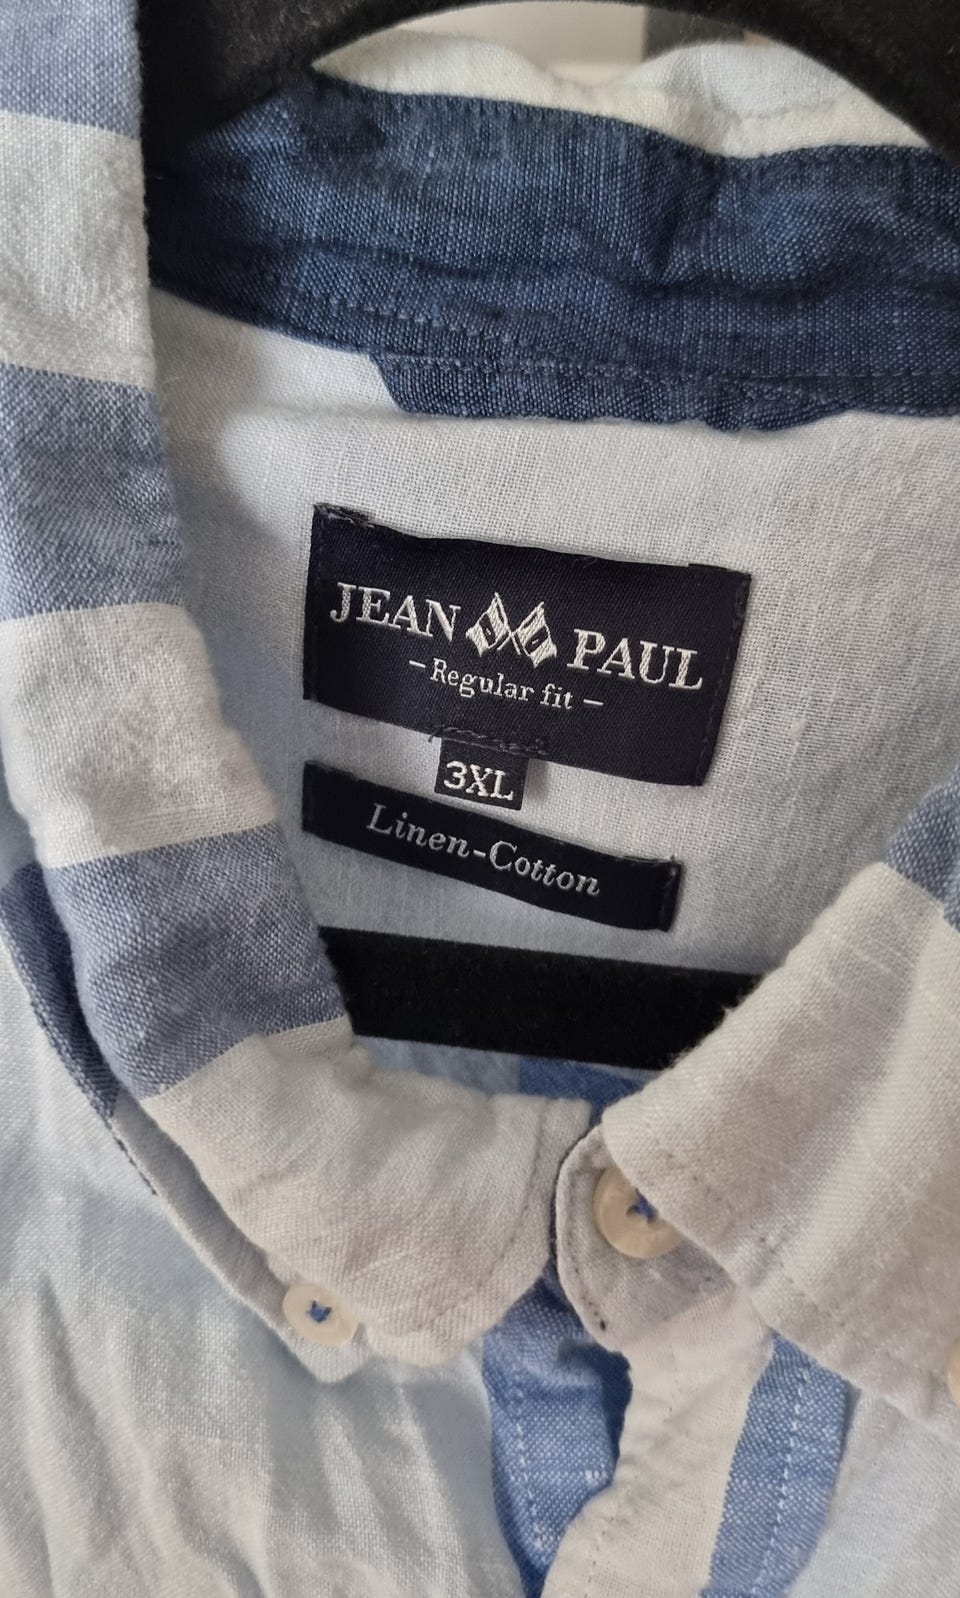 JEAN PAUL
- Regular fit -
3XL
Linen-Cotton